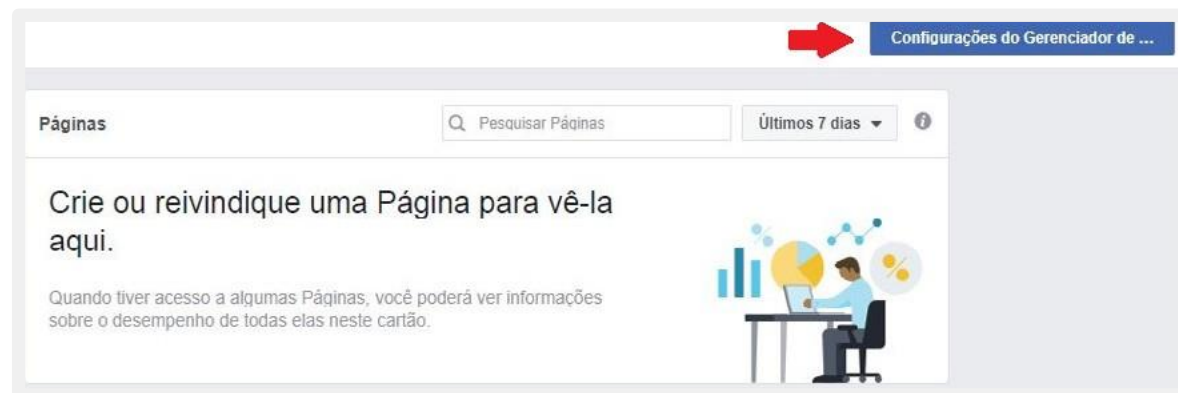 Configurações do Gerenciador de ...
Páginas
Pesquisar Páginas
Últimos 7 dias
Crie ou reivindique uma Página para vê-la
aqui.
Quando tiver acesso a algumas Páginas, você poderá ver informações
sobre o desempenho de todas elas neste cartão.